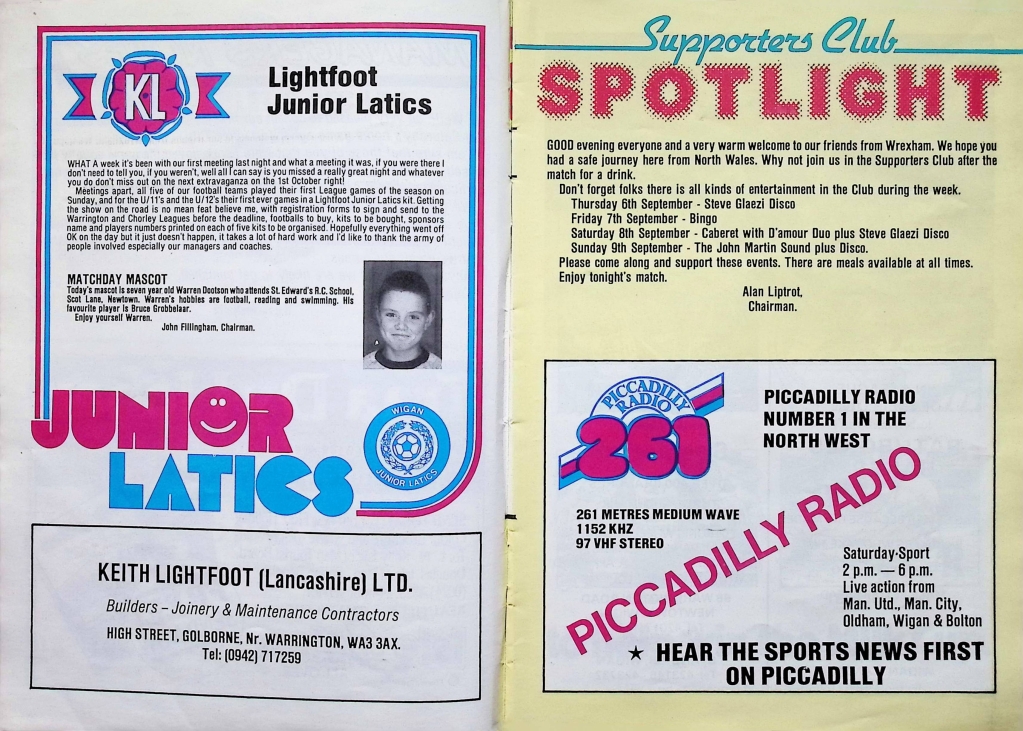 KL
Lightfoot
Junior Latics
WHAT A week it's been with our first meeting last night and what a meeting it was, if you were there I
don't need to tell you, if you weren't, well all I can say is you missed a really great night and whatever
you do don't miss out on the next extravaganza on the 1st October right!
Meetings apart, all five of our football teams played their first League games of the season on
Sunday, and for the U/11's and the U/12's their first ever games in a Lightfoot Junior Latics kit. Getting
the show on the road is no mean feat believe me, with registration forms to sign and send to the
Warrington and Chorley Leagues before the deadline, footballs to buy, kits to be bought, sponsors
name and players numbers printed on each of five kits to be organised. Hopefully everything went off
OK on the day but it just doesn't happen, it takes a lot of hard work and I'd like to thank the army of
people involved especially our managers and coaches.
MATCHDAY MASCOT
Today's mascot is seven year old Warren Dootson who attends St. Edward's R.C. School,
Scot Lane, Newtown. Warren's hobbies are football, reading and swimming. His
favourite player is Bruce Grobbelaar.
Enjoy yourself Warren.
John Fillingham, Chairman.
JUNIOR
LATICS
WIGAN
JUNIOR LATICS
KEITH LIGHTFOOT (Lancashire) LTD.
Builders – Joinery & Maintenance Contractors
HIGH STREET, GOLBORNE, Nr. WARRINGTON, WA3 3AX.
Tel: (0942) 717259
Supporters Club
SPOTLIGHT
GOOD evening everyone and a very warm welcome to our friends from Wrexham. We hope you
had a safe journey here from North Wales. Why not join us in the Supporters Club after the
match for a drink.
Don't forget folks there is all kinds of entertainment in the Club during the week.
Thursday 6th September - Steve Glaezi Disco
Friday 7th September - Bingo
Saturday 8th September - Caberet with D'amour Duo plus Steve Glaezi Disco
Sunday 9th September - The John Martin Sound plus Disco.
Please come along and support these events. There are meals available at all times.
Enjoy tonight's match.
Alan Liptrot,
Chairman.
PICCADILLY
RADIO
261
PICCADILLY RADIO
NUMBER 1 IN THE
NORTH WEST
261 METRES MEDIUM WAVE
1152 KHZ
97 VHF STEREO
PICCADILLY RADIO
Saturday-Sport
2 p.m. — 6 p.m.
Live action from
Man. Utd., Man. City,
Oldham, Wigan & Bolton
★ HEAR THE SPORTS NEWS FIRST
ON PICCADILLY